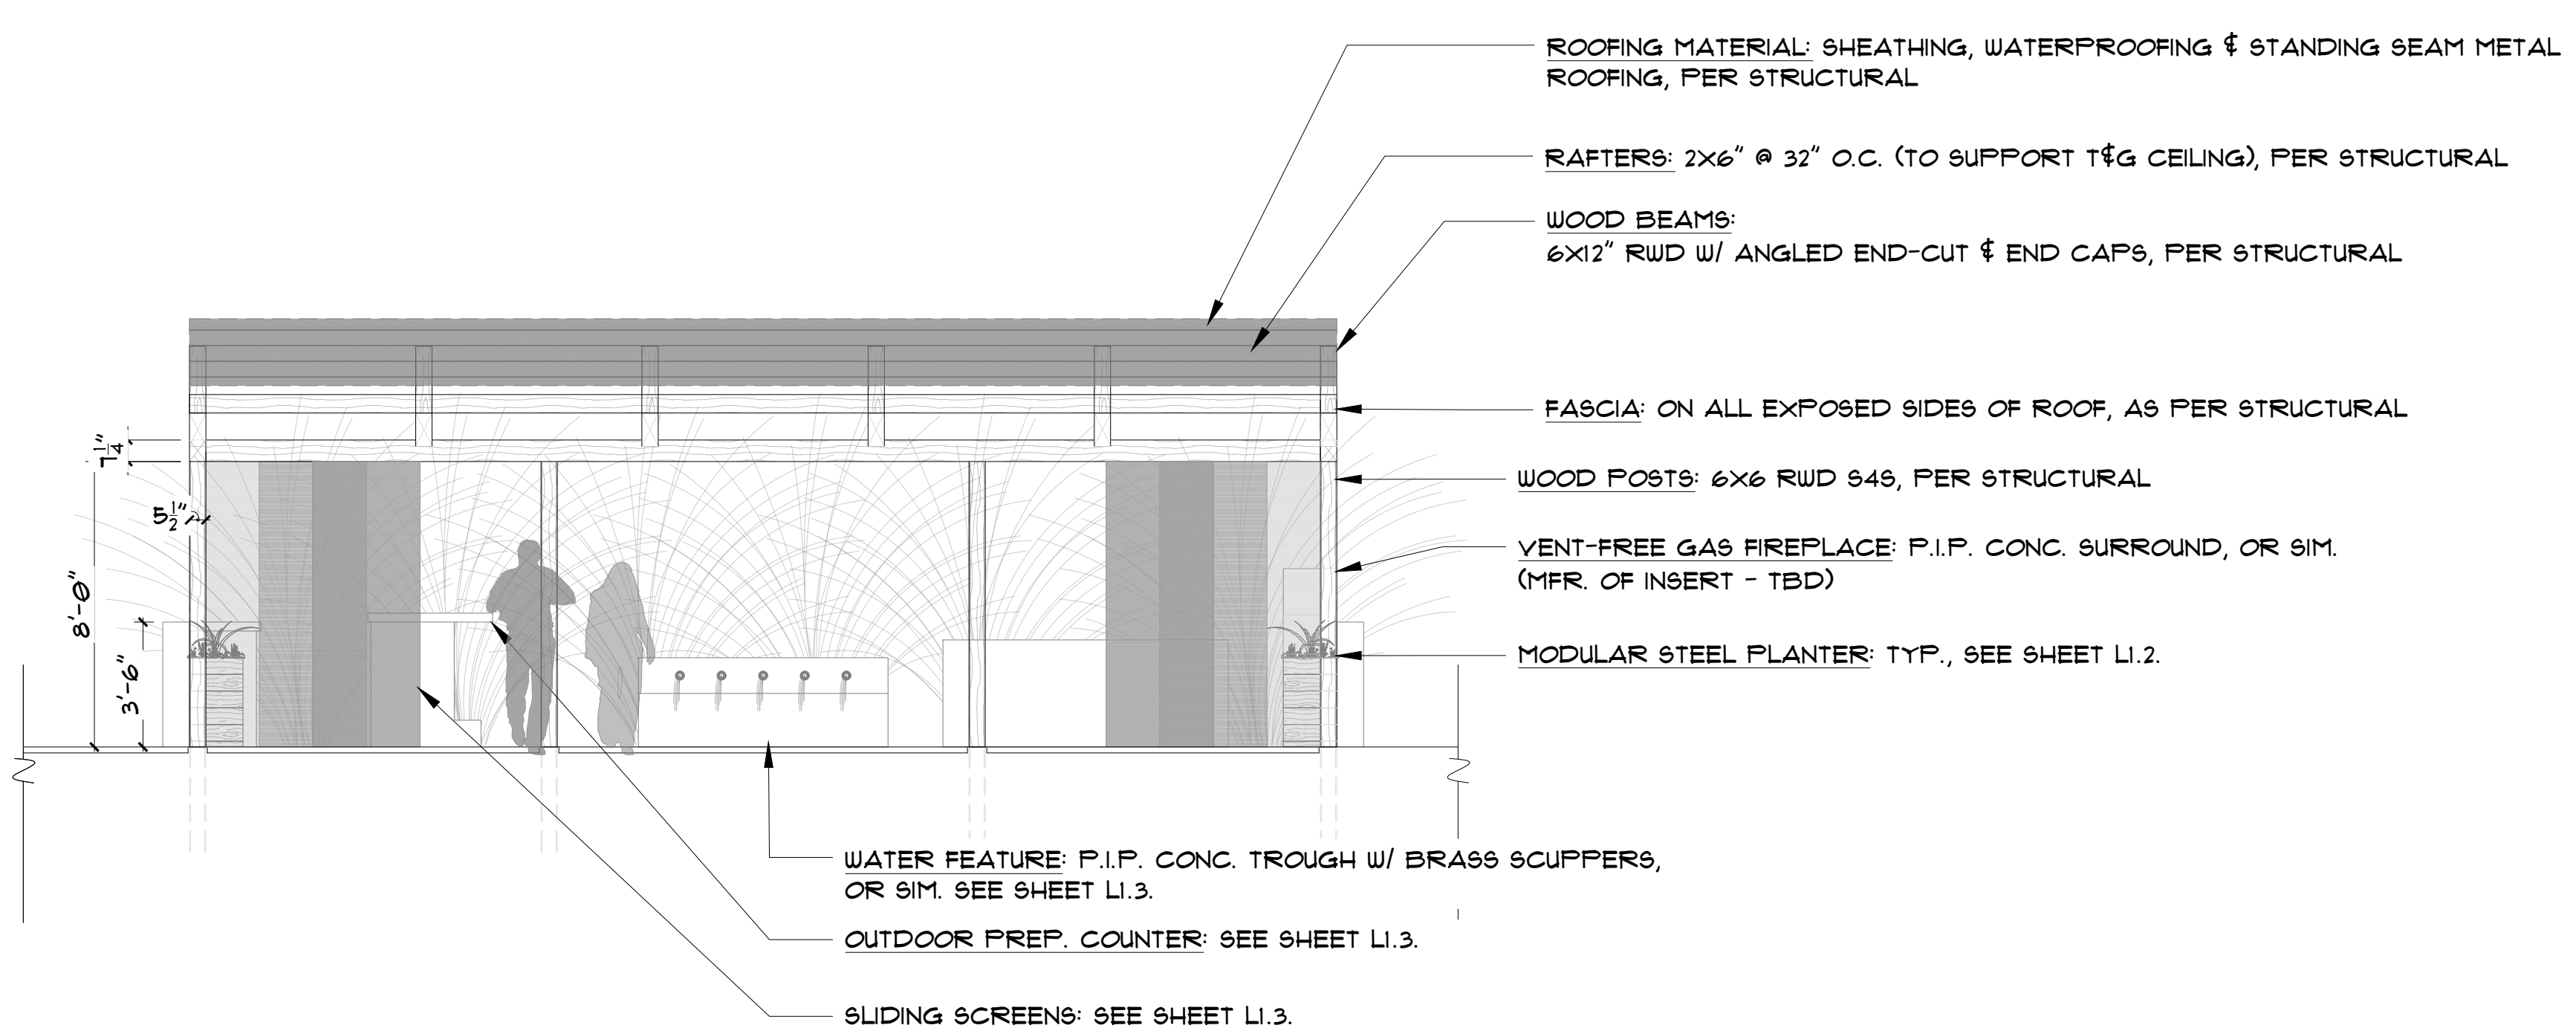 ROOFING MATERIAL: SHEATHING, WATERPROOFING & STANDING SEAM METAL
ROOFING, PER STRUCTURAL
RAFTERS: 2X6" @ 32" O.C. (TO SUPPORT T&G CEILING), PER STRUCTURAL
WOOD BEAMS:
6X12" RWD W/ ANGLED END-CUT & END CAPS, PER STRUCTURAL
FASCIA: ON ALL EXPOSED SIDES OF ROOF, AS PER STRUCTURAL
7 1/4"
WOOD POSTS: 6X6 RWD S4S, PER STRUCTURAL
5 1/2"
VENT-FREE GAS FIREPLACE: P.I.P. CONC. SURROUND, OR SIM.
(MFR. OF INSERT - TBD)
8'-0"
3'-6"
MODULAR STEEL PLANTER: TYP., SEE SHEET L1.2.
WATER FEATURE: P.I.P. CONC. TROUGH W/ BRASS SCUPPERS,
OR SIM. SEE SHEET L1.3.
OUTDOOR PREP. COUNTER: SEE SHEET L1.3.
SLIDING SCREENS: SEE SHEET L1.3.